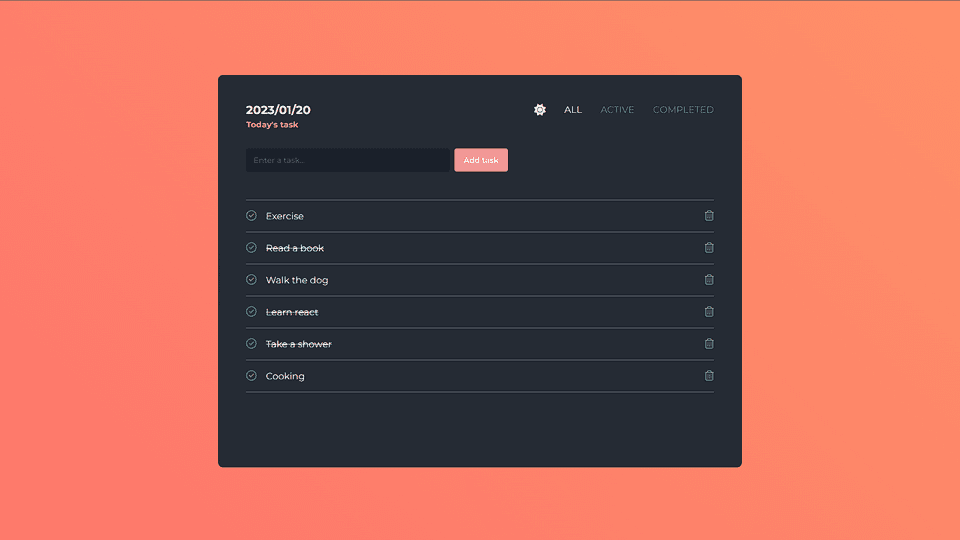 2023/01/20
Today's task
ALL ACTIVE COMPLETED
Enter a task...
Add task
Exercise
Read a book
Walk the dog
Learn react
Take a shower
Cooking